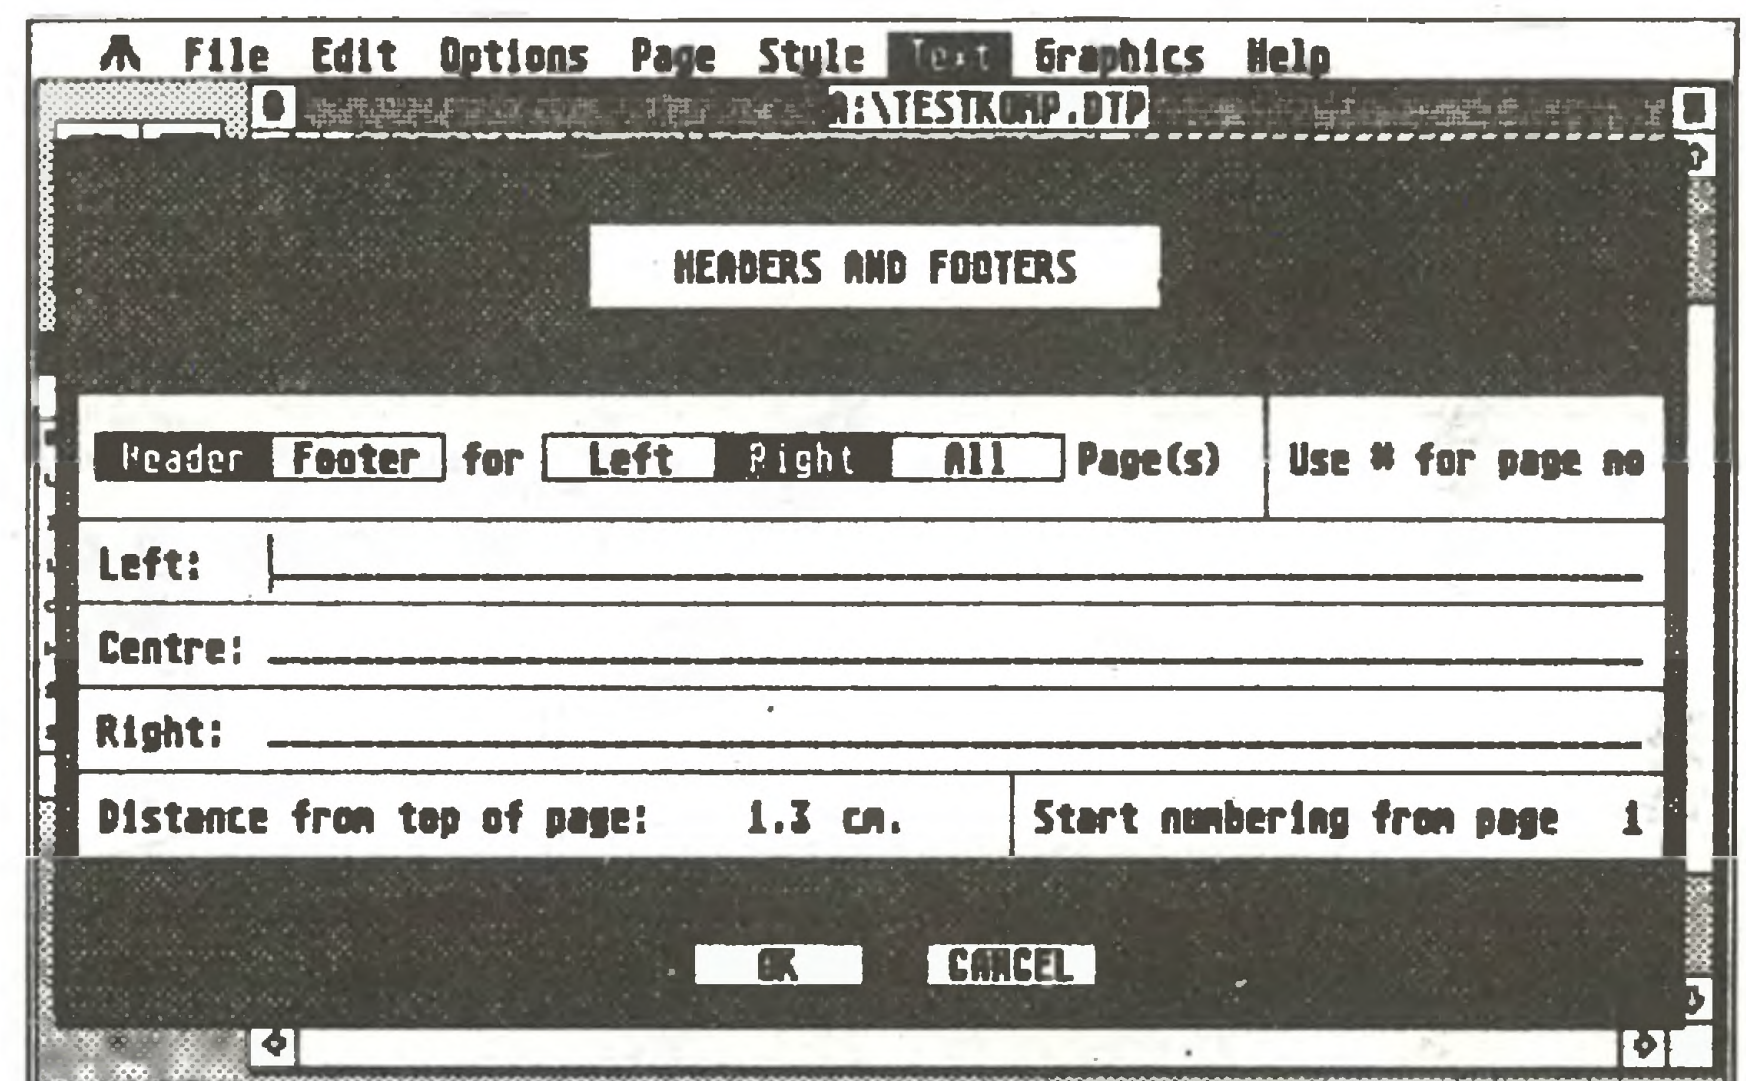 File Edit Options Page Style Text Graphics Help
A:\TESTKOMP.DTP
HEADERS AND FOOTERS
Header Footer for Left Right All Page(s) Use # for page no
Left:
Centre:
Right:
Distance from top of page: 1.3 cm. Start numbering from page 1
OK CANCEL